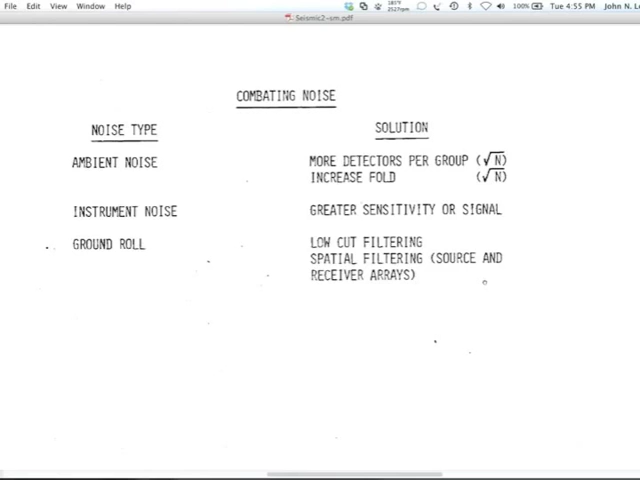 File Edit View Window Help 100% Tue 4:55 PM John N.
Seismic2-sm.pdf
COMBATING NOISE
NOISE TYPE SOLUTION
AMBIENT NOISE MORE DETECTORS PER GROUP (√N)
INCREASE FOLD (√N)
INSTRUMENT NOISE GREATER SENSITIVITY OR SIGNAL
GROUND ROLL LOW CUT FILTERING
SPATIAL FILTERING (SOURCE AND
RECEIVER ARRAYS)